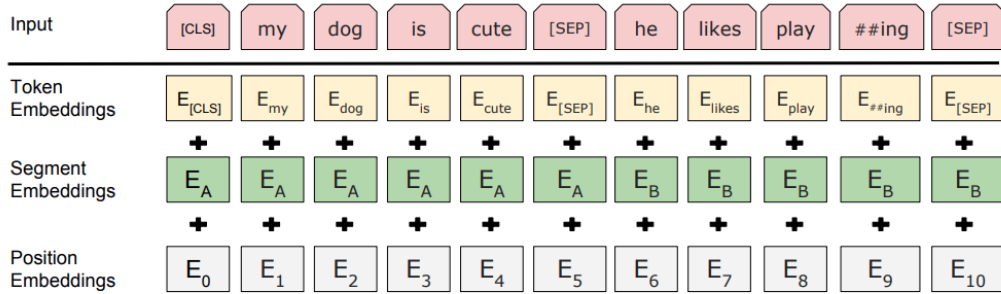 Input [CLS] my dog is cute [SEP] he likes play ##ing [SEP]
Token
Embeddings
E[CLS] Emy Edog Eis Ecute E[SEP] Ehe Elikes Eplay E##ing E[SEP]
+ + + + + + + + + + +
Segment
Embeddings
EA EA EA EA EA EA EB EB EB EB EB
+ + + + + + + + + + +
Position
Embeddings
E0 E1 E2 E3 E4 E5 E6 E7 E8 E9 E10